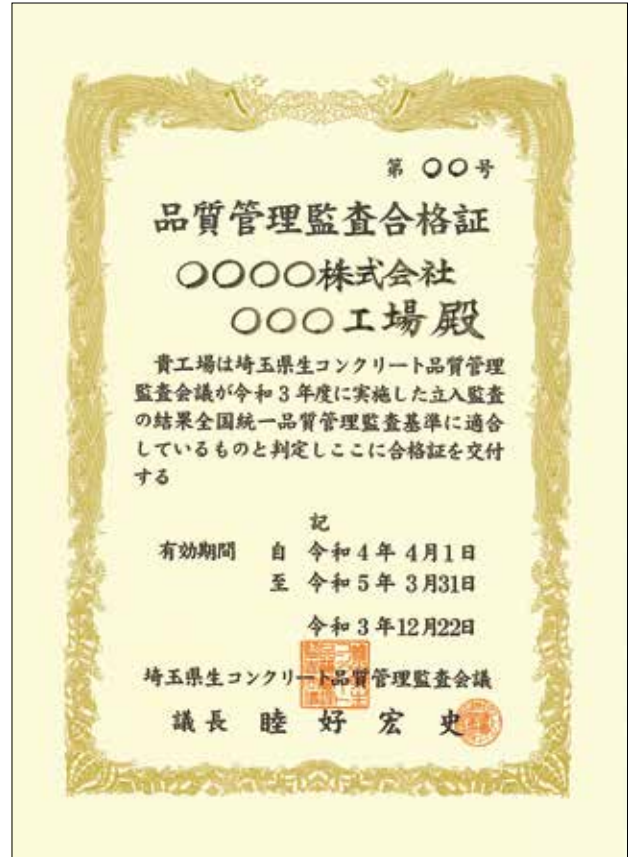 第 〇〇号
品質管理監査合格証
〇〇〇〇株式会社
〇〇〇工場殿
貴工場は埼玉県生コンクリート品質管理
監査会議が令和3年度に実施した立入監査
の結果全国統一品質管理監査基準に適合
しているものと判定しここに合格証を交付
する
記
有効期間 自 令和4年4月1日
至 令和5年3月31日
令和3年12月22日
埼玉県生コンクリート品質管理監査会議
議長 睦好宏史